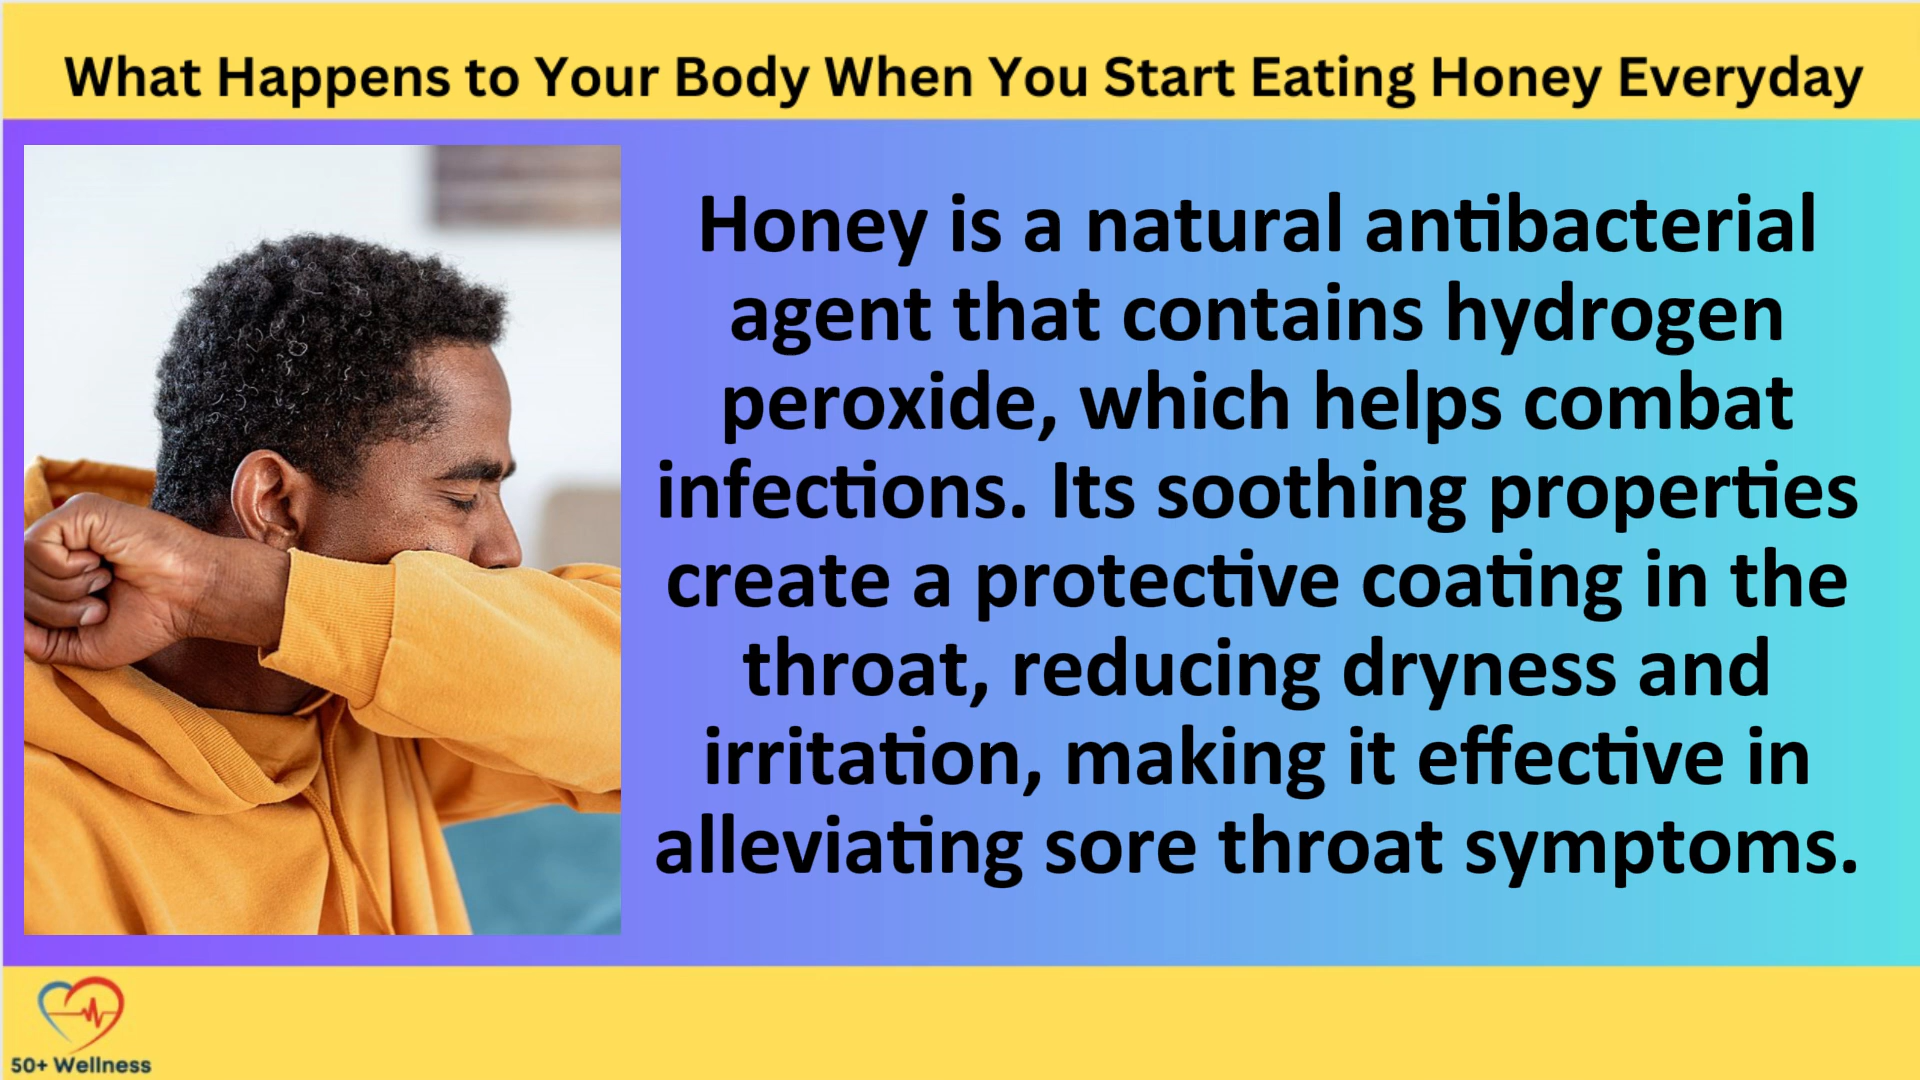 What Happens to Your Body When You Start Eating Honey Everyday
Honey is a natural antibacterial
agent that contains hydrogen
peroxide, which helps combat
infections. Its soothing properties
create a protective coating in the
throat, reducing dryness and
irritation, making it effective in
alleviating sore throat symptoms.
50+ Wellness